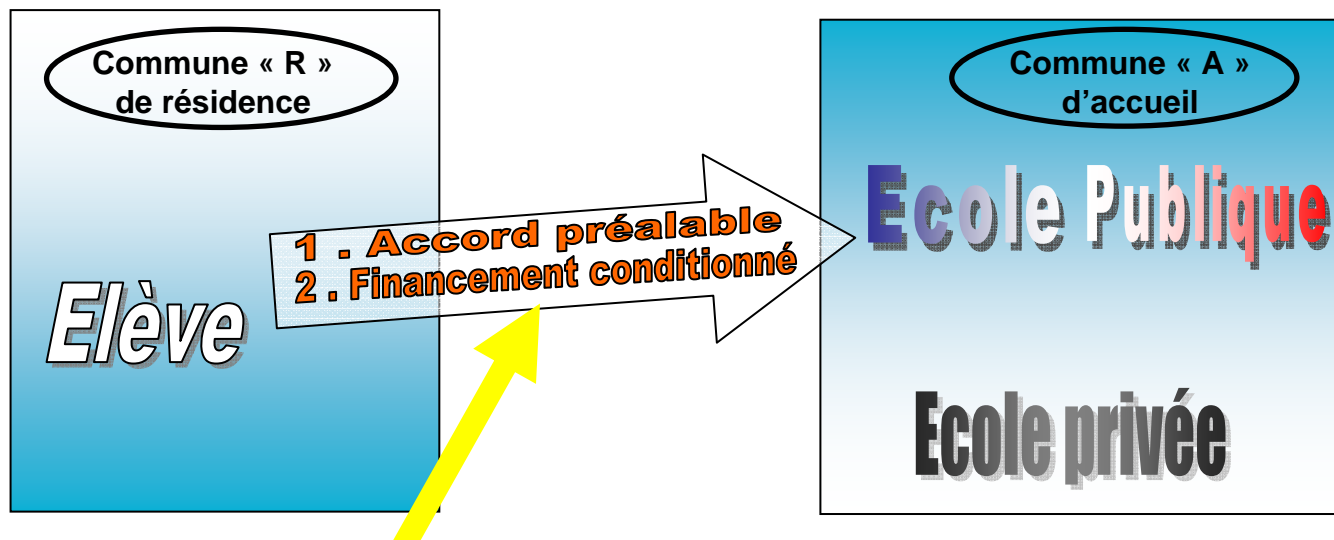 Commune « R »
de résidence
Commune « A »
d'accueil
Ecole Publique
1 . Accord préalable
2 . Financement conditionné
Elève
Ecole privée